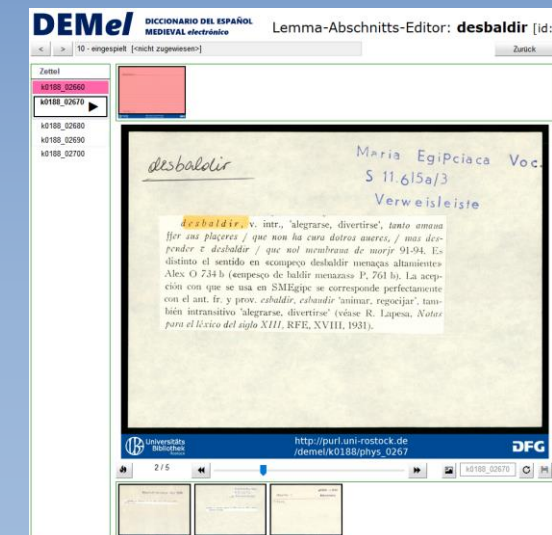 DEMel DICCIONARIO DEL ESPAÑOL
MEDIEVAL electrónico
Lemma-Abschnitts-Editor: desbaldir [id:
< > 10 - eingespielt [<nicht zugewiesen>]
Zurück
Zettel
k0188_02660
k0188_02670
k0188_02680
k0188_02690
k0188_02700
desbaldir
Maria Egipciaca Voc.
S 11.615a/3
Verweisleiste
desbaldir, v. intr., 'alegrarse, divertirse', tanto amaua
ffer sus plaçeres / que non ha cura dotros aueres, / mas des-
pender τ desbaldir / que nol membraua de morjr 91-94. Es
distinto el sentido en «compeço desbaldir menaças altamiente»
Alex O 734 b («enpesço de baldir menazas» P, 761 b). La acep-
ción con que se usa en SMEgipc se corresponde perfectamente
con el ant. fr. y prov. esbaldir, esbaudir 'animar, regocijar', tam-
bién intransitivo 'alegrarse, divertirse' (véase R. Lapesa, Notas
para el léxico del siglo XIII, RFE, XVIII, 1931).
Universitäts
Bibliothek
Rostock
http://purl.uni-rostock.de
/demel/k0188/phys_0267
DFG
2/5
k0188_02670